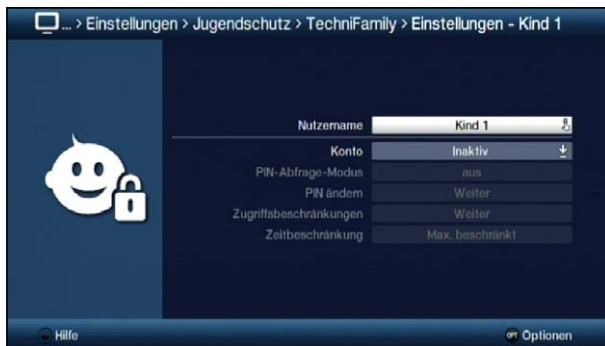 ... > Einstellungen > Jugendschutz > TechniFamily > Einstellungen - Kind 1
Nutzername Kind 1
Konto Inaktiv
PIN-Abfrage-Modus aus
PIN ändern Weiter
Zugriffsbeschränkungen Weiter
Zeitbeschränkung Max. beschränkt
Hilfe OPT Optionen